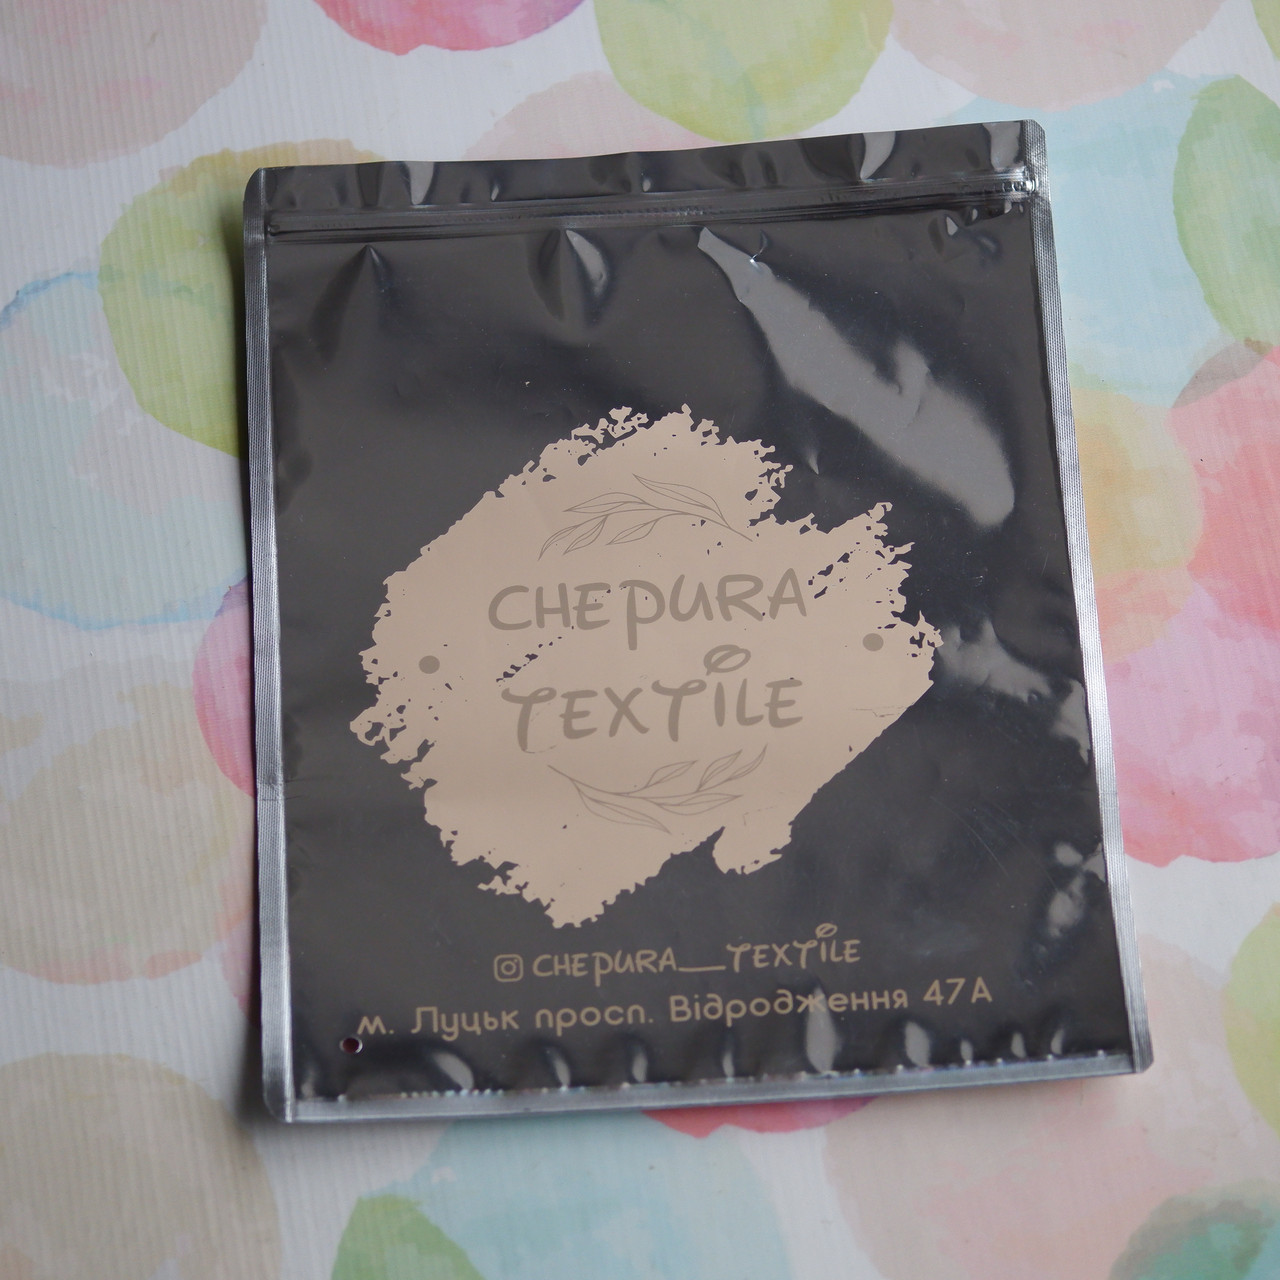 CHEPURA
TEXTILE
CHEPURA__TEXTILE
м. Луцьк просп. Відродження 47А